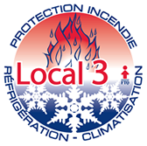 PROTECTION INCENDIE
Local 3
RÉFRIGÉRATION - CLIMATISATION